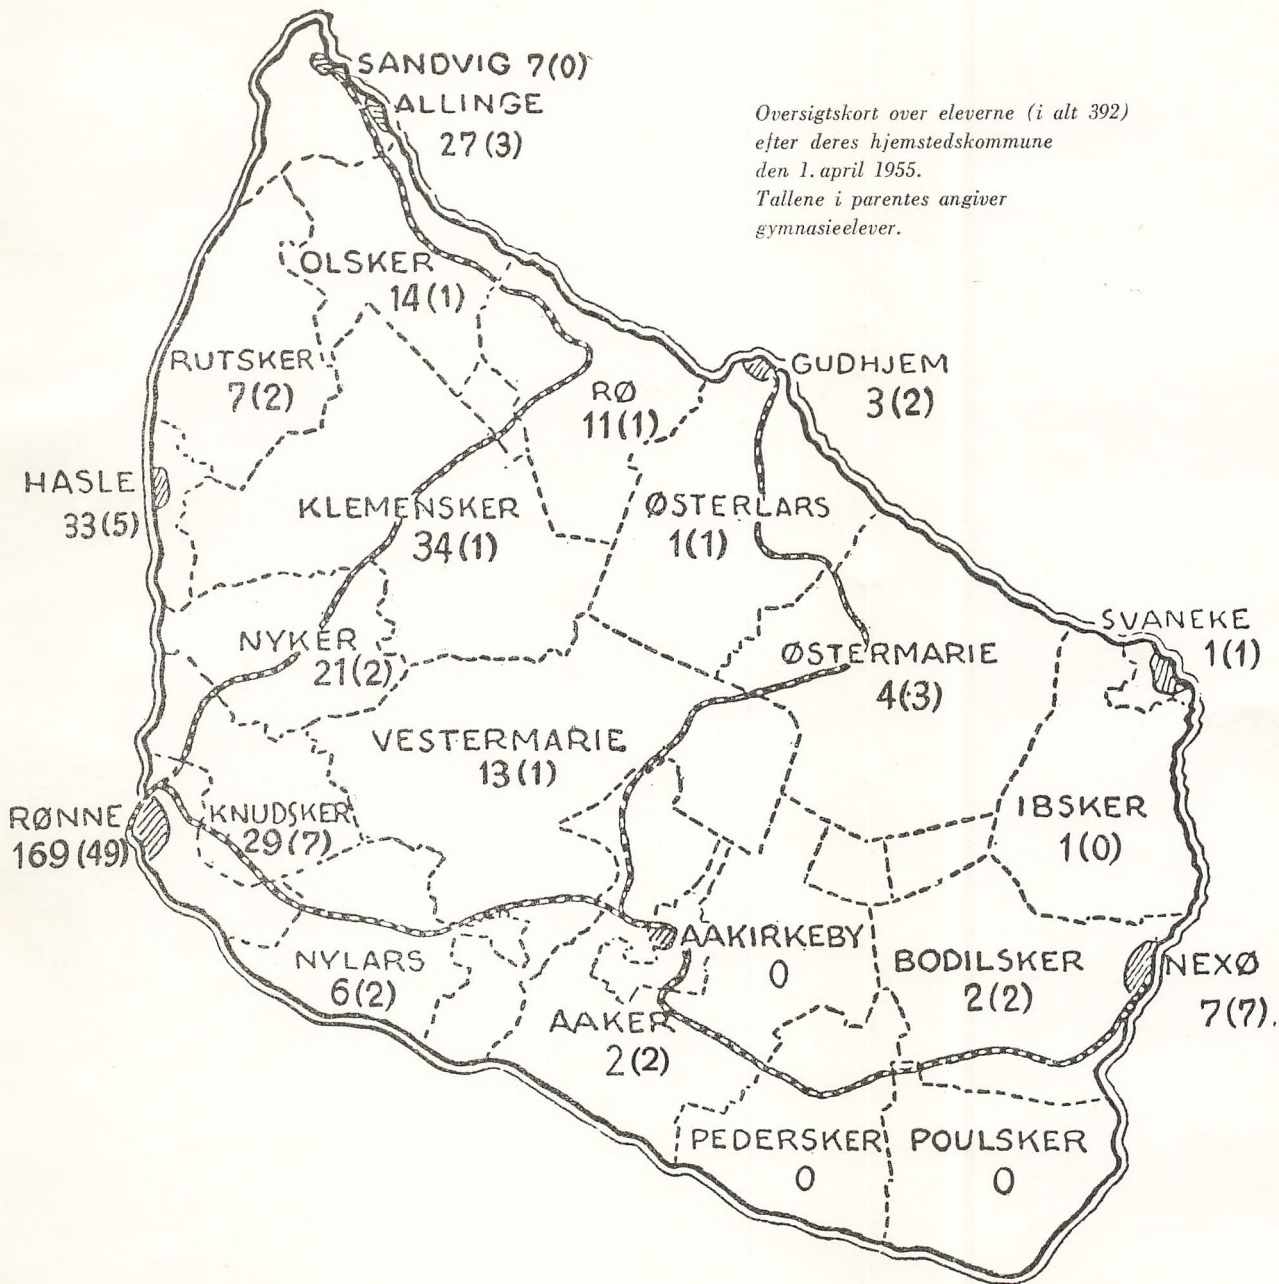 SANDVIG 7(0)
ALLINGE
27(3)
Oversigtskort over eleverne (i alt 392)
efter deres hjemstedskommune
den 1. april 1955.
Tallene i parentes angiver
gymnasieelever.
OLSKER
14(1)
RUTSKER
7(2)
GUDHJEM
3(2)
RØ
11(1)
HASLE
33(5)
KLEMENSKER
34(1)
ØSTERLARS
1(1)
SVANEKE
1(1)
NYKER
21(2)
ØSTERMARIE
4(3)
VESTERMARIE
13(1)
RØNNE
169(49)
KNUDSKER
29(7)
IBSKER
1(0)
NYLARS
6(2)
AAKIRKEBY
0
BODILSKER
2(2)
NEXØ
7(7).
AAKER
2(2)
PEDERSKER
0
POULSKER
0